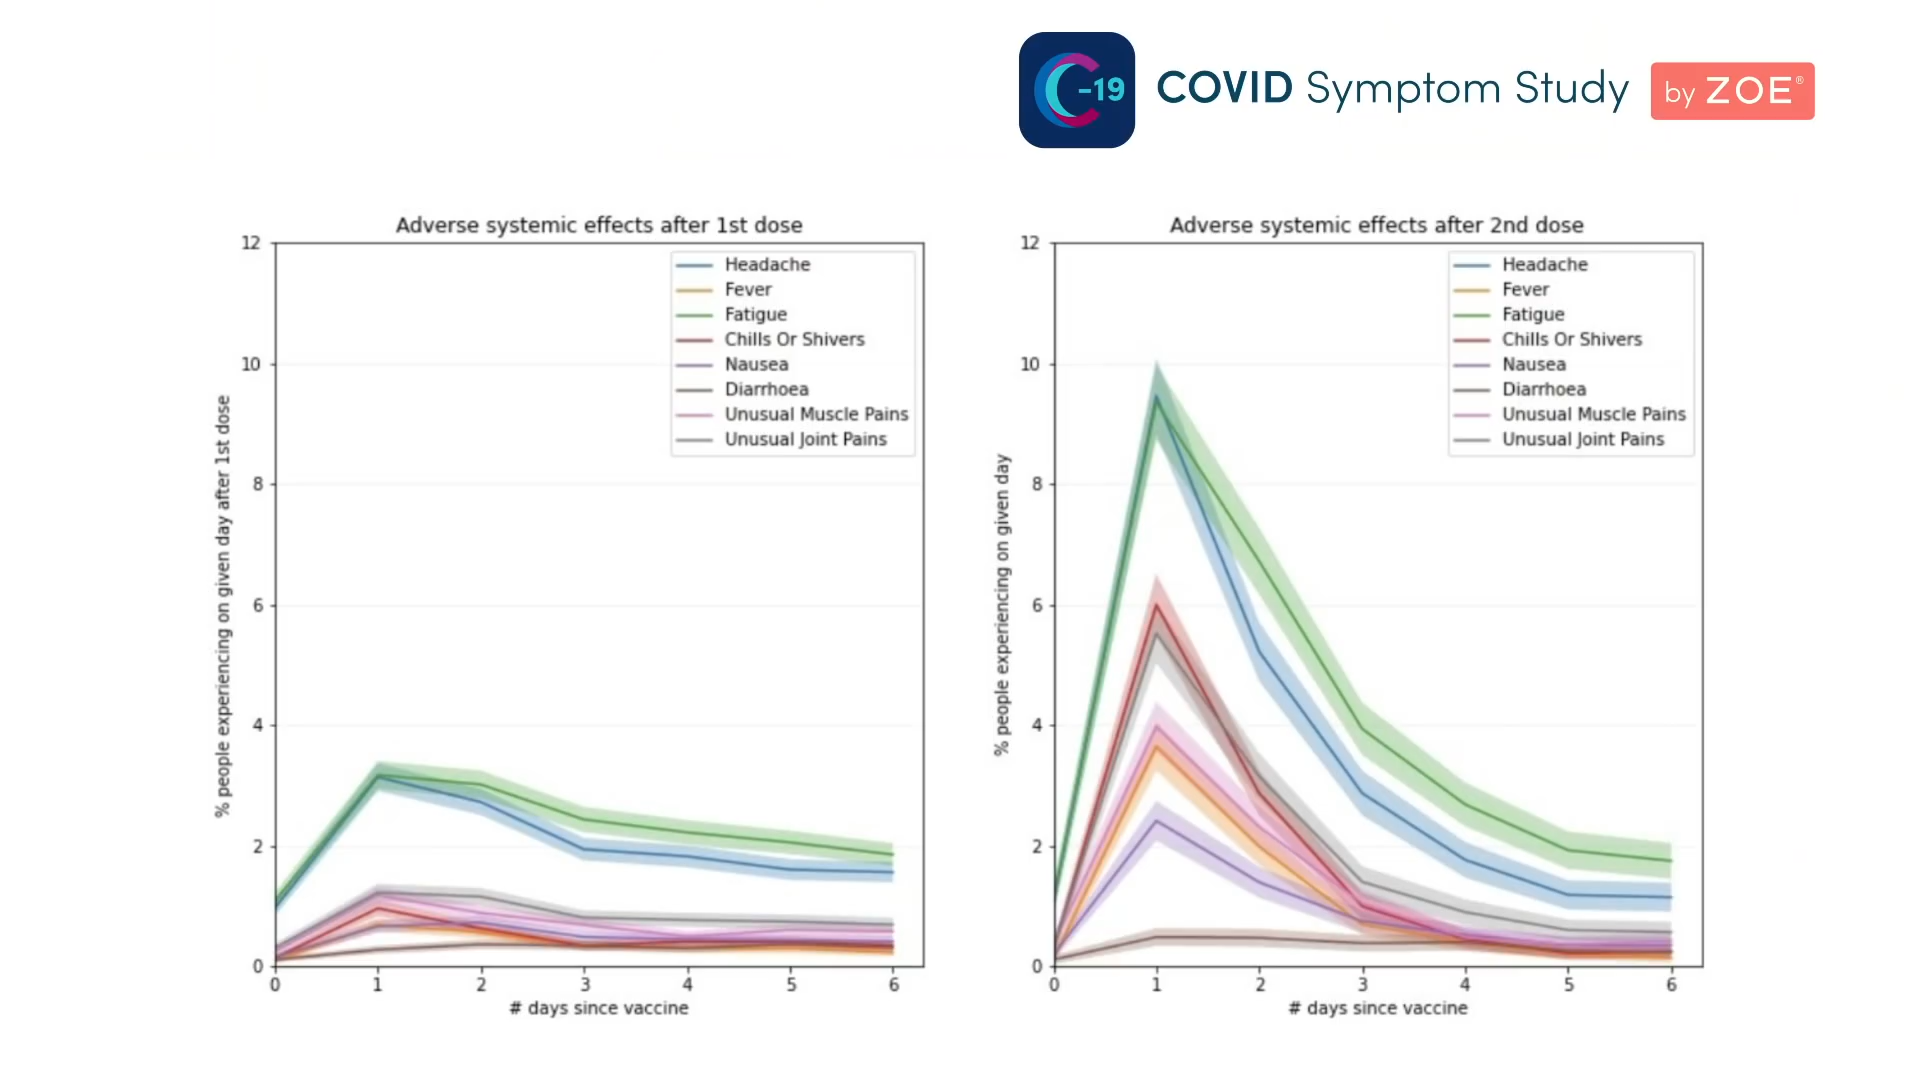 C-19 COVID Symptom Study by ZOE®
Adverse systemic effects after 1st dose
% people experiencing on given day after 1st dose
12
10
8
6
4
2
0
Headache
Fever
Fatigue
Chills Or Shivers
Nausea
Diarrhoea
Unusual Muscle Pains
Unusual Joint Pains
0 1 2 3 4 5 6
# days since vaccine
Adverse systemic effects after 2nd dose
% people experiencing on given day
12
10
8
6
4
2
0
Headache
Fever
Fatigue
Chills Or Shivers
Nausea
Diarrhoea
Unusual Muscle Pains
Unusual Joint Pains
0 1 2 3 4 5 6
# days since vaccine